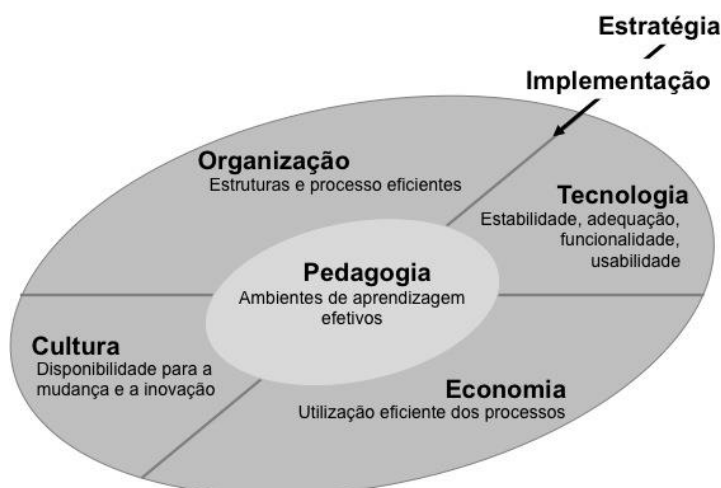 Estratégia
Implementação
Organização
Estruturas e processo eficientes
Tecnologia
Estabilidade, adequação,
funcionalidade,
usabilidade
Pedagogia
Ambientes de aprendizagem
efetivos
Cultura
Disponibilidade para a
mudança e a inovação
Economia
Utilização eficiente dos processos